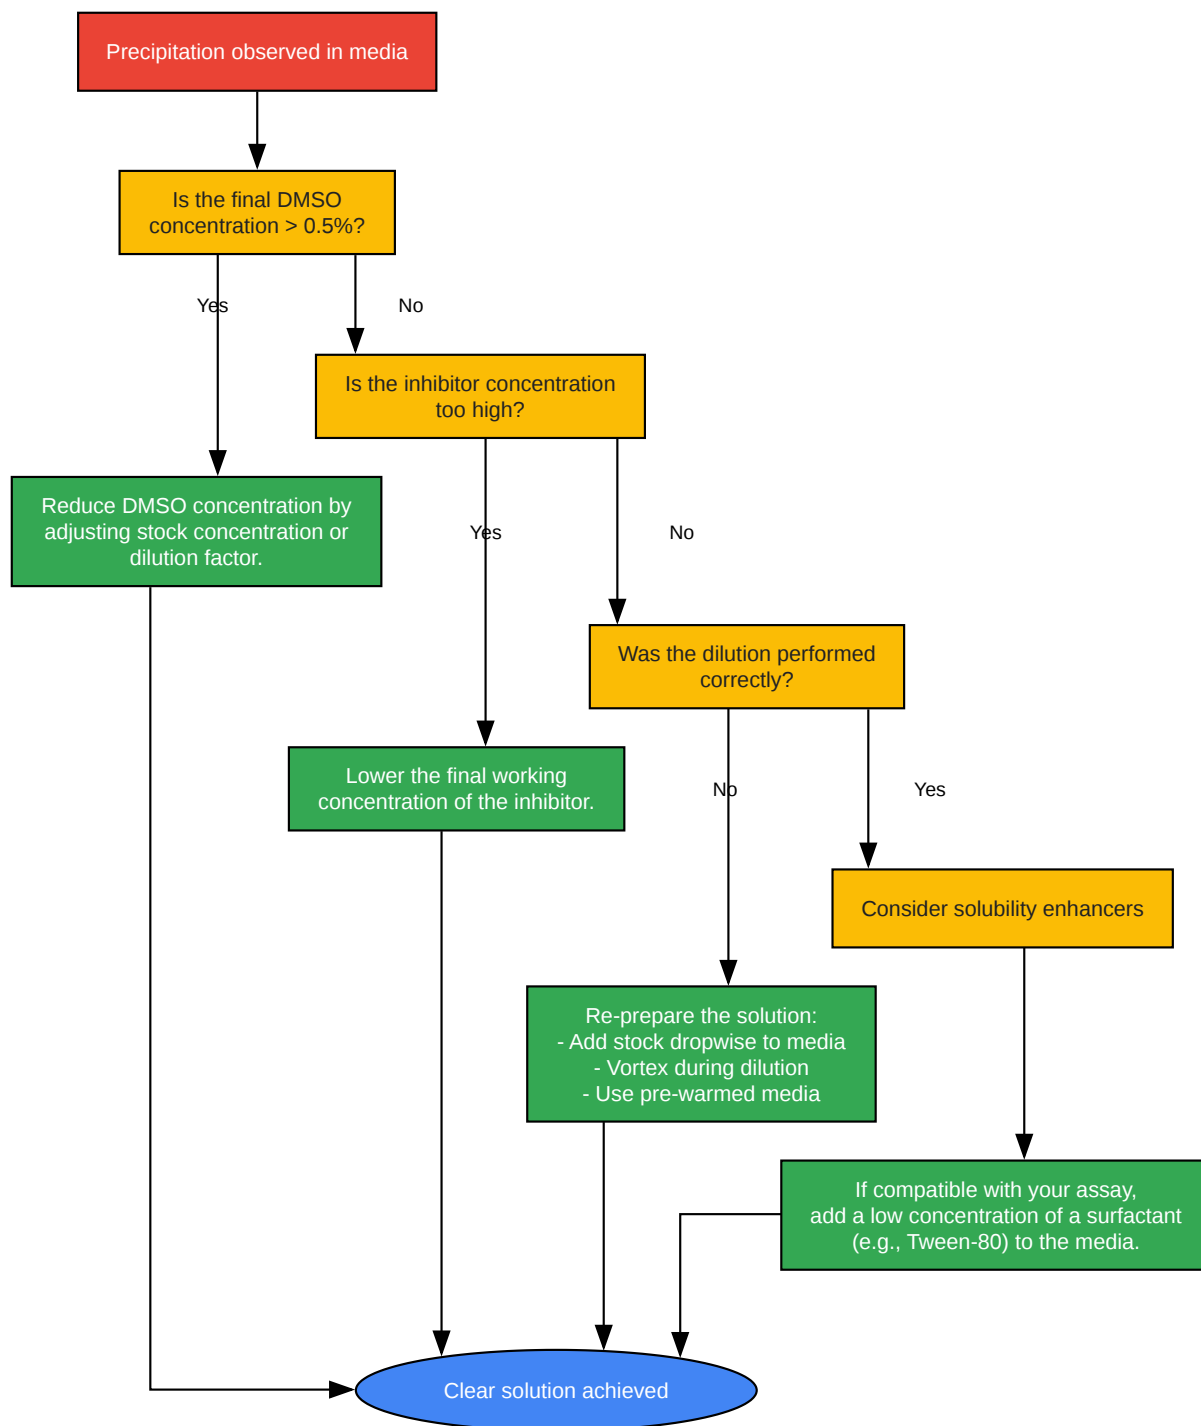 Precipitation observed in media
Is the final DMSO
concentration > 0.5%?
Yes
No
Is the inhibitor concentration
too high?
Reduce DMSO concentration by
adjusting stock concentration or
dilution factor.
Yes
No
Was the dilution performed
correctly?
Lower the final working
concentration of the inhibitor.
No
Yes
Consider solubility enhancers
Re-prepare the solution:
- Add stock dropwise to media
- Vortex during dilution
- Use pre-warmed media
If compatible with your assay,
add a low concentration of a surfactant
(e.g., Tween-80) to the media.
Clear solution achieved